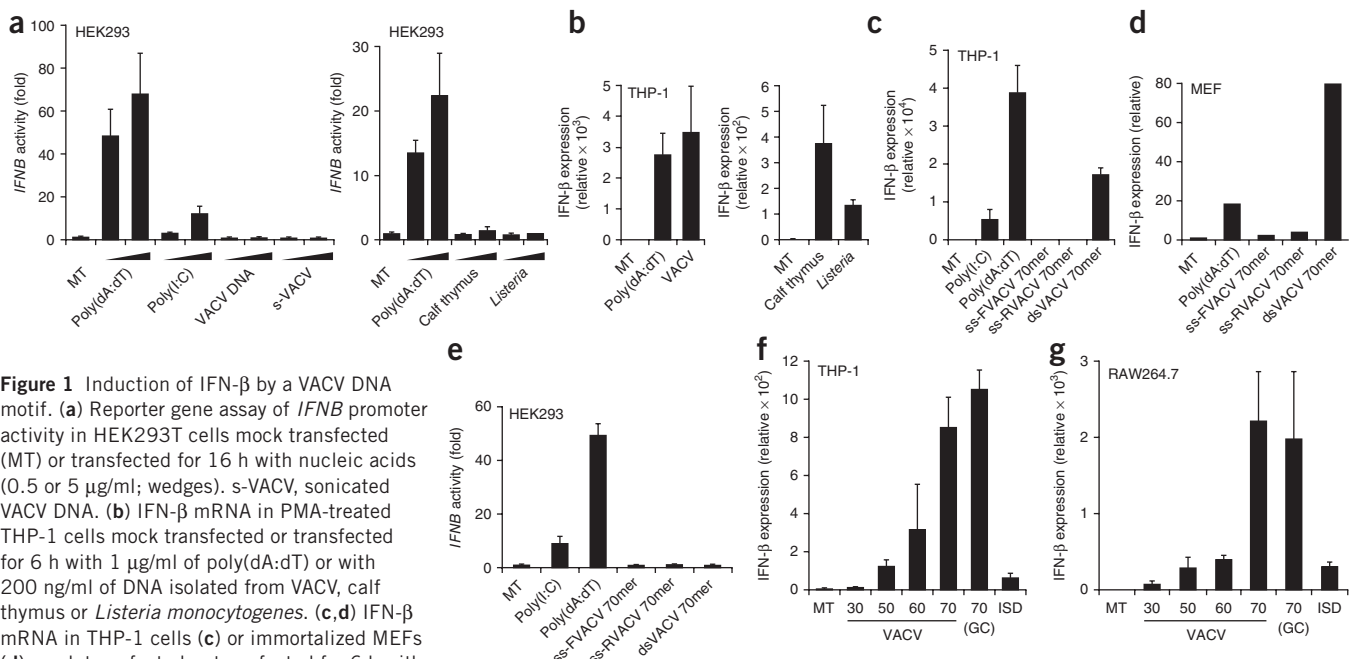 a
HEK293
IFNB activity (fold)
100
80
60
40
20
0
MT
Poly(dA:dT)
Poly(I:C)
VACV DNA
s-VACV
HEK293
IFNB activity (fold)
30
20
10
0
MT
Poly(dA:dT)
Calf thymus
Listeria
b
THP-1
IFN-β expression
(relative × 10³)
5
4
3
2
1
0
MT
Poly(dA:dT)
VACV
IFN-β expression
(relative × 10²)
6
5
4
3
2
1
0
MT
Calf thymus
Listeria
c
THP-1
IFN-β expression
(relative × 10⁴)
5
4
3
2
1
0
MT
Poly(I:C)
Poly(dA:dT)
ss-FVACV 70mer
ss-RVACV 70mer
dsVACV 70mer
d
MEF
IFN-β expression (relative)
80
60
40
20
0
MT
Poly(dA:dT)
ss-FVACV 70mer
ss-RVACV 70mer
dsVACV 70mer
Figure 1 Induction of IFN-β by a VACV DNA
motif. (a) Reporter gene assay of IFNB promoter
activity in HEK293T cells mock transfected
(MT) or transfected for 16 h with nucleic acids
(0.5 or 5 μg/ml; wedges). s-VACV, sonicated
VACV DNA. (b) IFN-β mRNA in PMA-treated
THP-1 cells mock transfected or transfected
for 6 h with 1 μg/ml of poly(dA:dT) or with
200 ng/ml of DNA isolated from VACV, calf
thymus or Listeria monocytogenes. (c,d) IFN-β
mRNA in THP-1 cells (c) or immortalized MEFs
e
HEK293
IFNB activity (fold)
60
40
20
0
MT
Poly(I:C)
Poly(dA:dT)
ss-FVACV 70mer
ss-RVACV 70mer
dsVACV 70mer
f
THP-1
IFN-β expression (relative × 10²)
12
10
8
6
4
2
0
MT 30 50 60 70 70 ISD
VACV (GC)
g
RAW264.7
IFN-β expression (relative × 10³)
3
2
1
0
MT 30 50 60 70 70 ISD
VACV (GC)